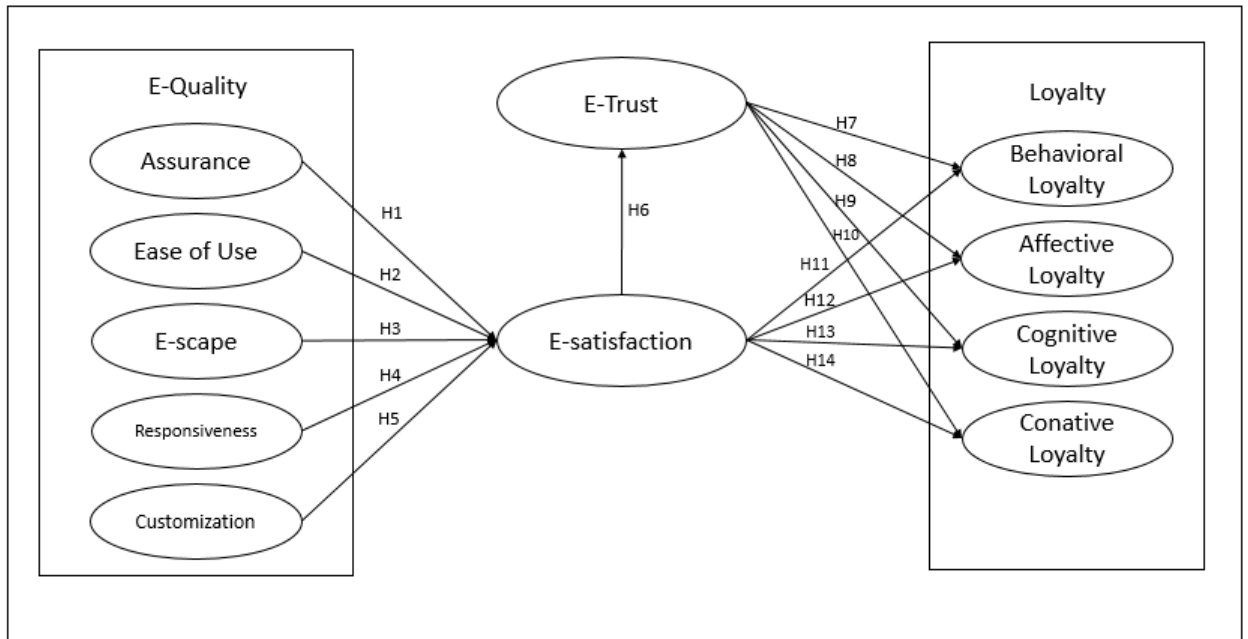 E-Quality
Assurance
Ease of Use
E-scape
Responsiveness
Customization
H1
H2
H3
H4
H5
E-Trust
H6
E-satisfaction
H7
H8
H9
H10
H11
H12
H13
H14
Loyalty
Behavioral
Loyalty
Affective
Loyalty
Cognitive
Loyalty
Conative
Loyalty